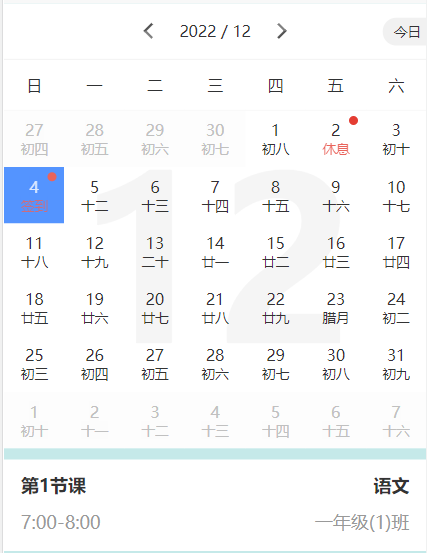 2022 / 12 今日
日 一 二 三 四 五 六
27 28 29 30 1 2 3
初四 初五 初六 初七 初八 休息 初十
4 5 6 7 8 9 10
十二 十三 十四 十五 十六 十七
11 12 13 14 15 16 17
十八 十九 二十 廿一 廿二 廿三 廿四
18 19 20 21 22 23 24
廿五 廿六 廿七 廿八 廿九 腊月 初二
25 26 27 28 29 30 31
初三 初四 初五 初六 初七 初八 初九
1 2 3 4 5 6 7
初十 十一 十二 十三 十四 十五 十六
12
第1节课 语文
7:00-8:00 一年级(1)班